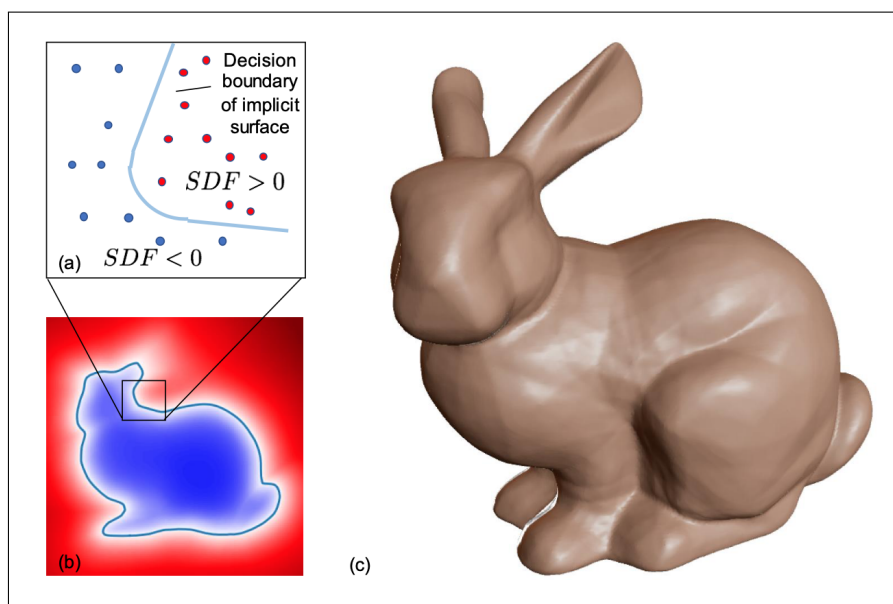 Decision
boundary
of implicit
surface
SDF > 0
SDF < 0
(a)
(b)
(c)